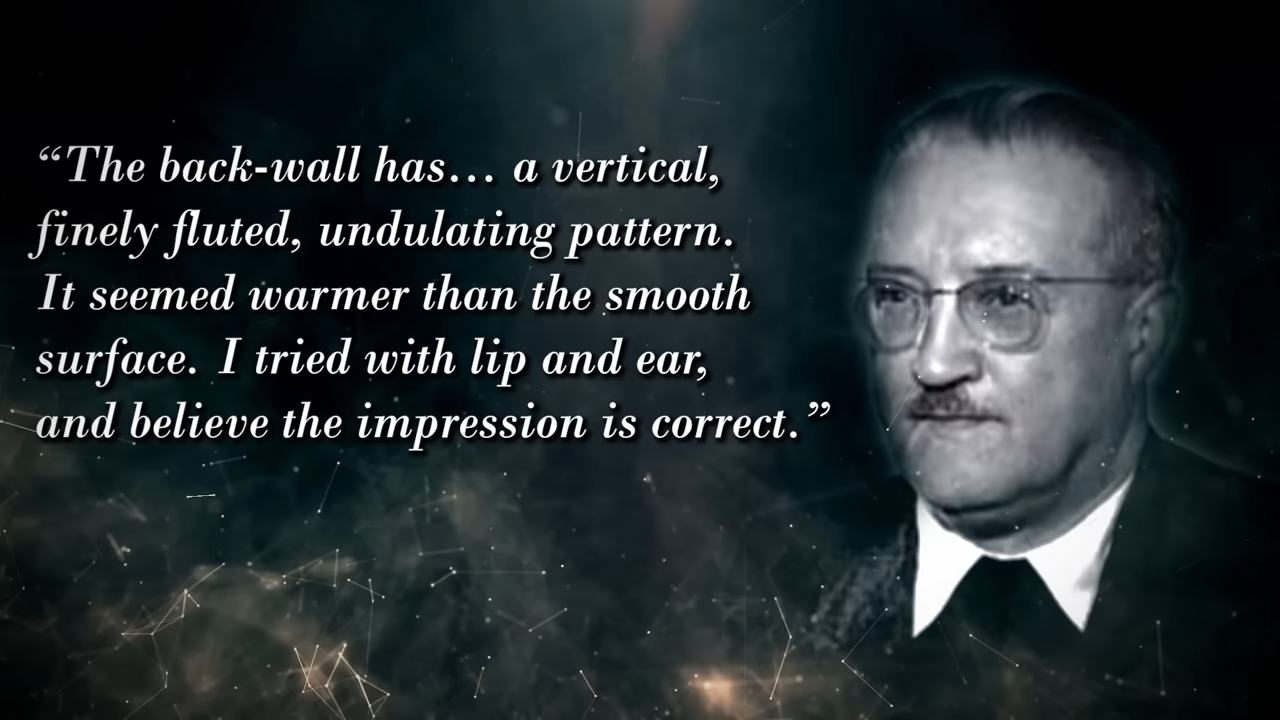 “The back-wall has… a vertical,
finely fluted, undulating pattern.
It seemed warmer than the smooth
surface. I tried with lip and ear,
and believe the impression is correct.”